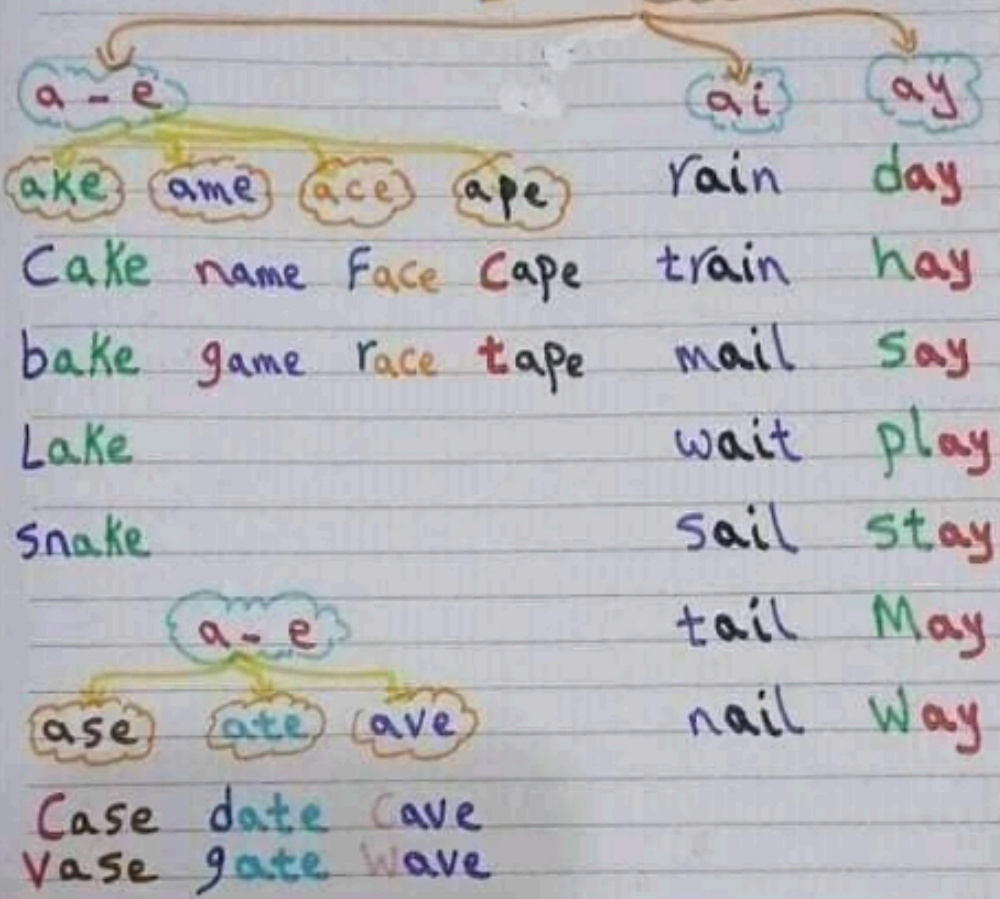 a - e ai ay
ake ame ace ape rain day
Cake name Face Cape train hay
bake game race tape mail say
Lake wait play
snake sail stay
a - e tail May
ase ate ave nail Way
Case date Cave
Vase gate Wave